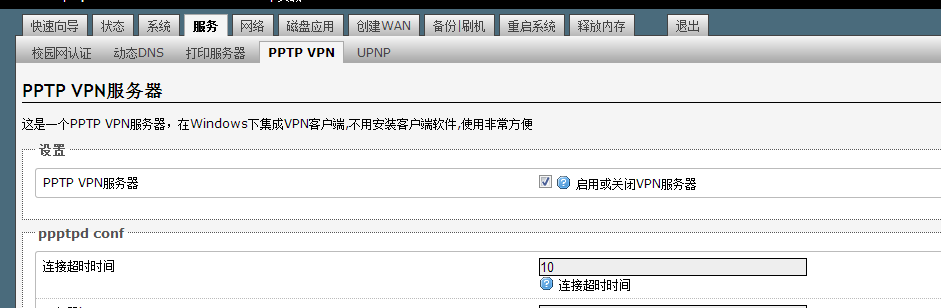 快速向导 状态 系统 服务 网络 磁盘应用 创建WAN 备份|刷机 重启系统 释放内存 退出
校园网认证 动态DNS 打印服务器 PPTP VPN UPNP
PPTP VPN服务器
这是一个PPTP VPN服务器，在Windows下集成VPN客户端,不用安装客户端软件,使用非常方便
设置
PPTP VPN服务器 启用或关闭VPN服务器
ppptpd conf
连接超时时间 10
连接超时时间